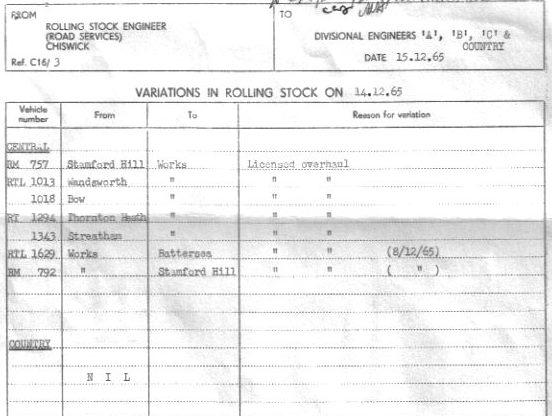 FROM
ROLLING STOCK ENGINEER
(ROAD SERVICES)
CHISWICK
Ref. C16/ 3
TO
DIVISIONAL ENGINEERS 'A', 'B', 'C' &
COUNTRY
DATE 15.12.65
VARIATIONS IN ROLLING STOCK ON 14.12.65
Vehicle number From To Reason for variation
CENTRAL
RM 757 Stamford Hill Works Licensed overhaul
RTL 1013 Wandsworth " " "
1018 Bow " " "
RT 1294 Thornton Heath " " "
1343 Streatham " " "
RTL 1629 Works Battersea " " (8/12/65)
RM 792 " Stamford Hill " " ( " )
COUNTRY
N I L